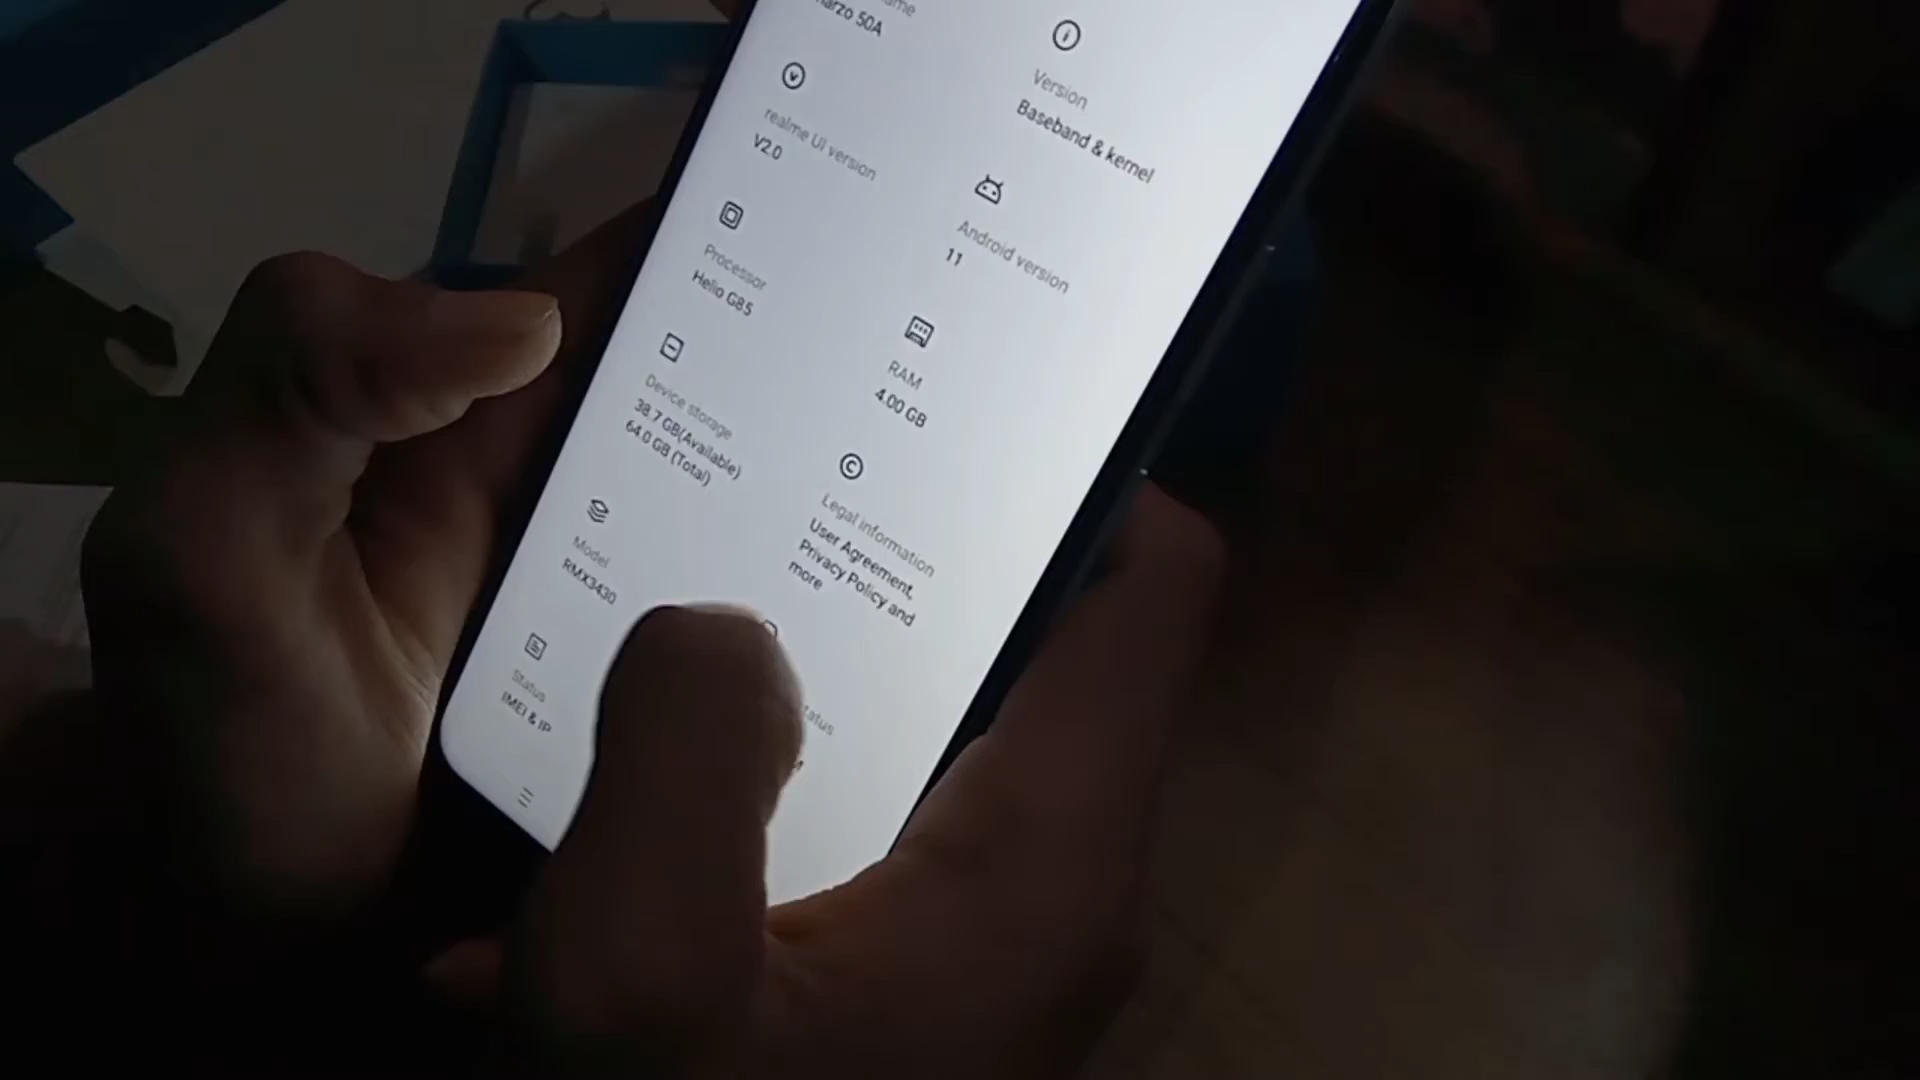 50A
Version
Baseband & kernel
realme UI version
V2.0
Android version
11
Processor
Helio G85
RAM
4.00 GB
Device storage
38.7 GB(Available)
64.0 GB (Total)
Legal information
User Agreement,
Privacy Policy and
more
Model
RMX3430
Status
IMEI & IP